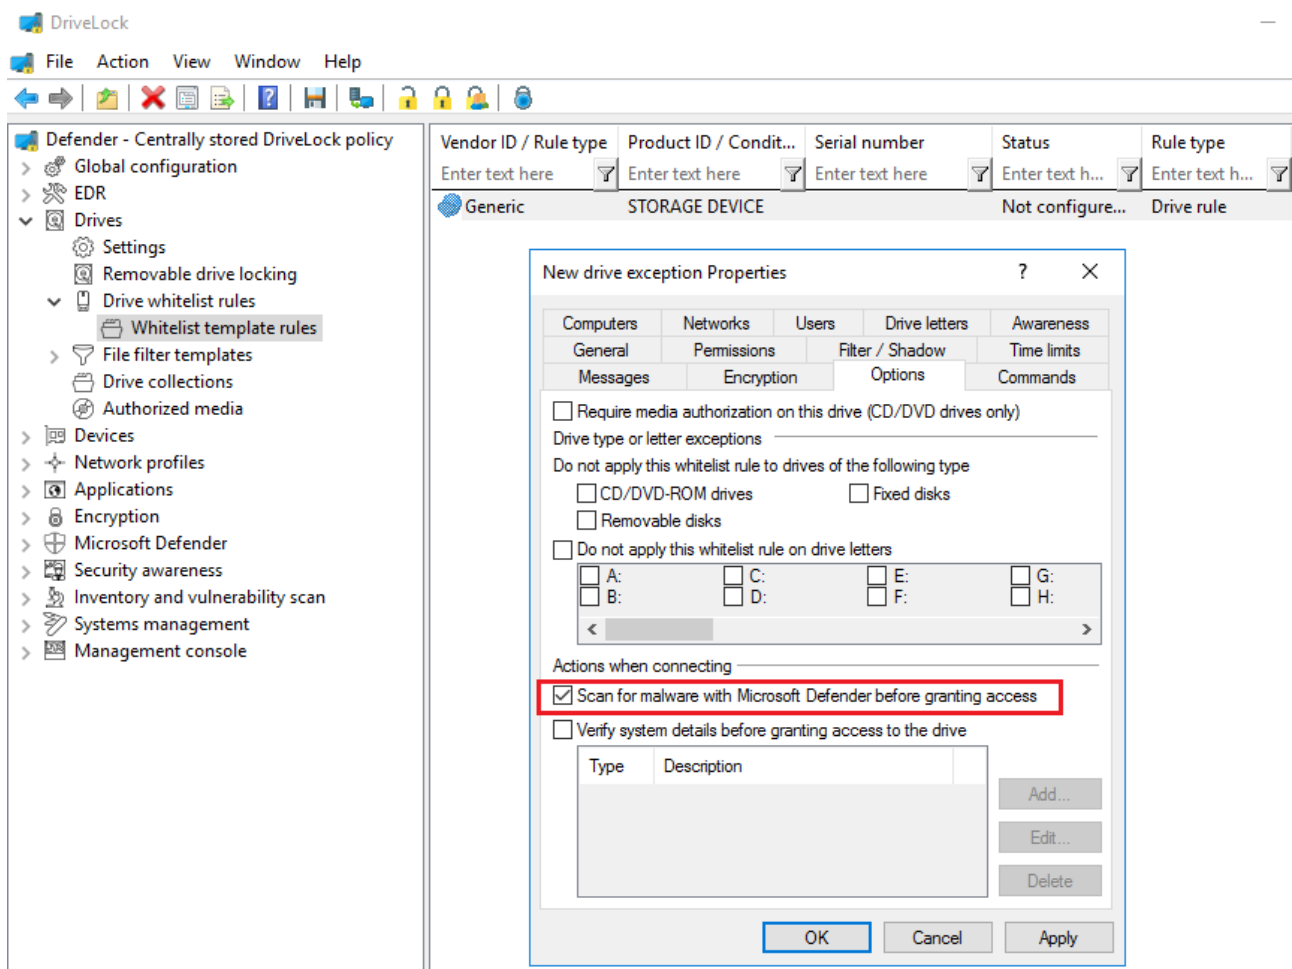 DriveLock
File Action View Window Help
Defender - Centrally stored DriveLock policy
Global configuration
EDR
Drives
Settings
Removable drive locking
Drive whitelist rules
Whitelist template rules
File filter templates
Drive collections
Authorized media
Devices
Network profiles
Applications
Encryption
Microsoft Defender
Security awareness
Inventory and vulnerability scan
Systems management
Management console
Vendor ID / Rule type Product ID / Condit... Serial number Status Rule type
Enter text here Enter text here Enter text here Enter text h... Enter text h...
Generic STORAGE DEVICE Not configure... Drive rule
New drive exception Properties ?
Computers Networks Users Drive letters Awareness
General Permissions Filter / Shadow Time limits
Messages Encryption Options Commands
Require media authorization on this drive (CD/DVD drives only)
Drive type or letter exceptions
Do not apply this whitelist rule to drives of the following type
CD/DVD-ROM drives Fixed disks
Removable disks
Do not apply this whitelist rule on drive letters
A: C: E: G:
B: D: F: H:
Actions when connecting
Scan for malware with Microsoft Defender before granting access
Verify system details before granting access to the drive
Type Description
Add...
Edit...
Delete
OK Cancel Apply